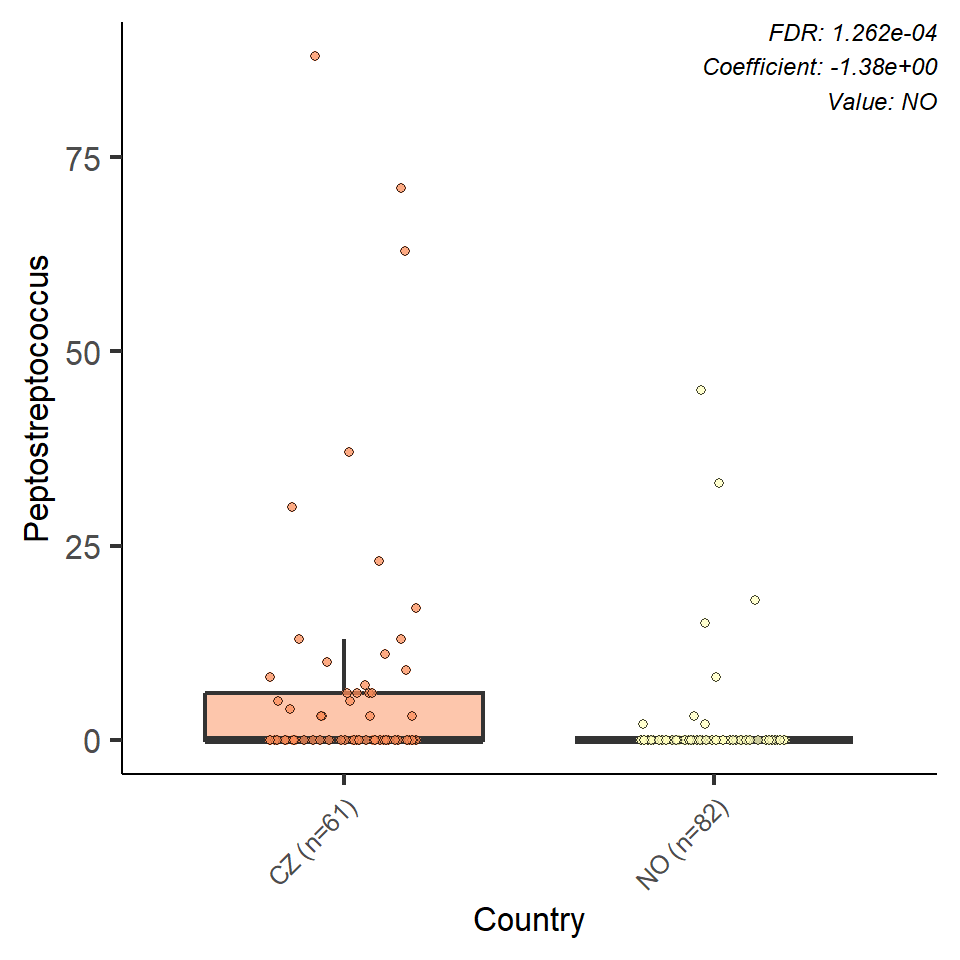 FDR: 1.262e-04
Coefficient: -1.38e+00
Value: NO
Peptostreptococcus
75
50
25
0
CZ (n=61)
NO (n=82)
Country